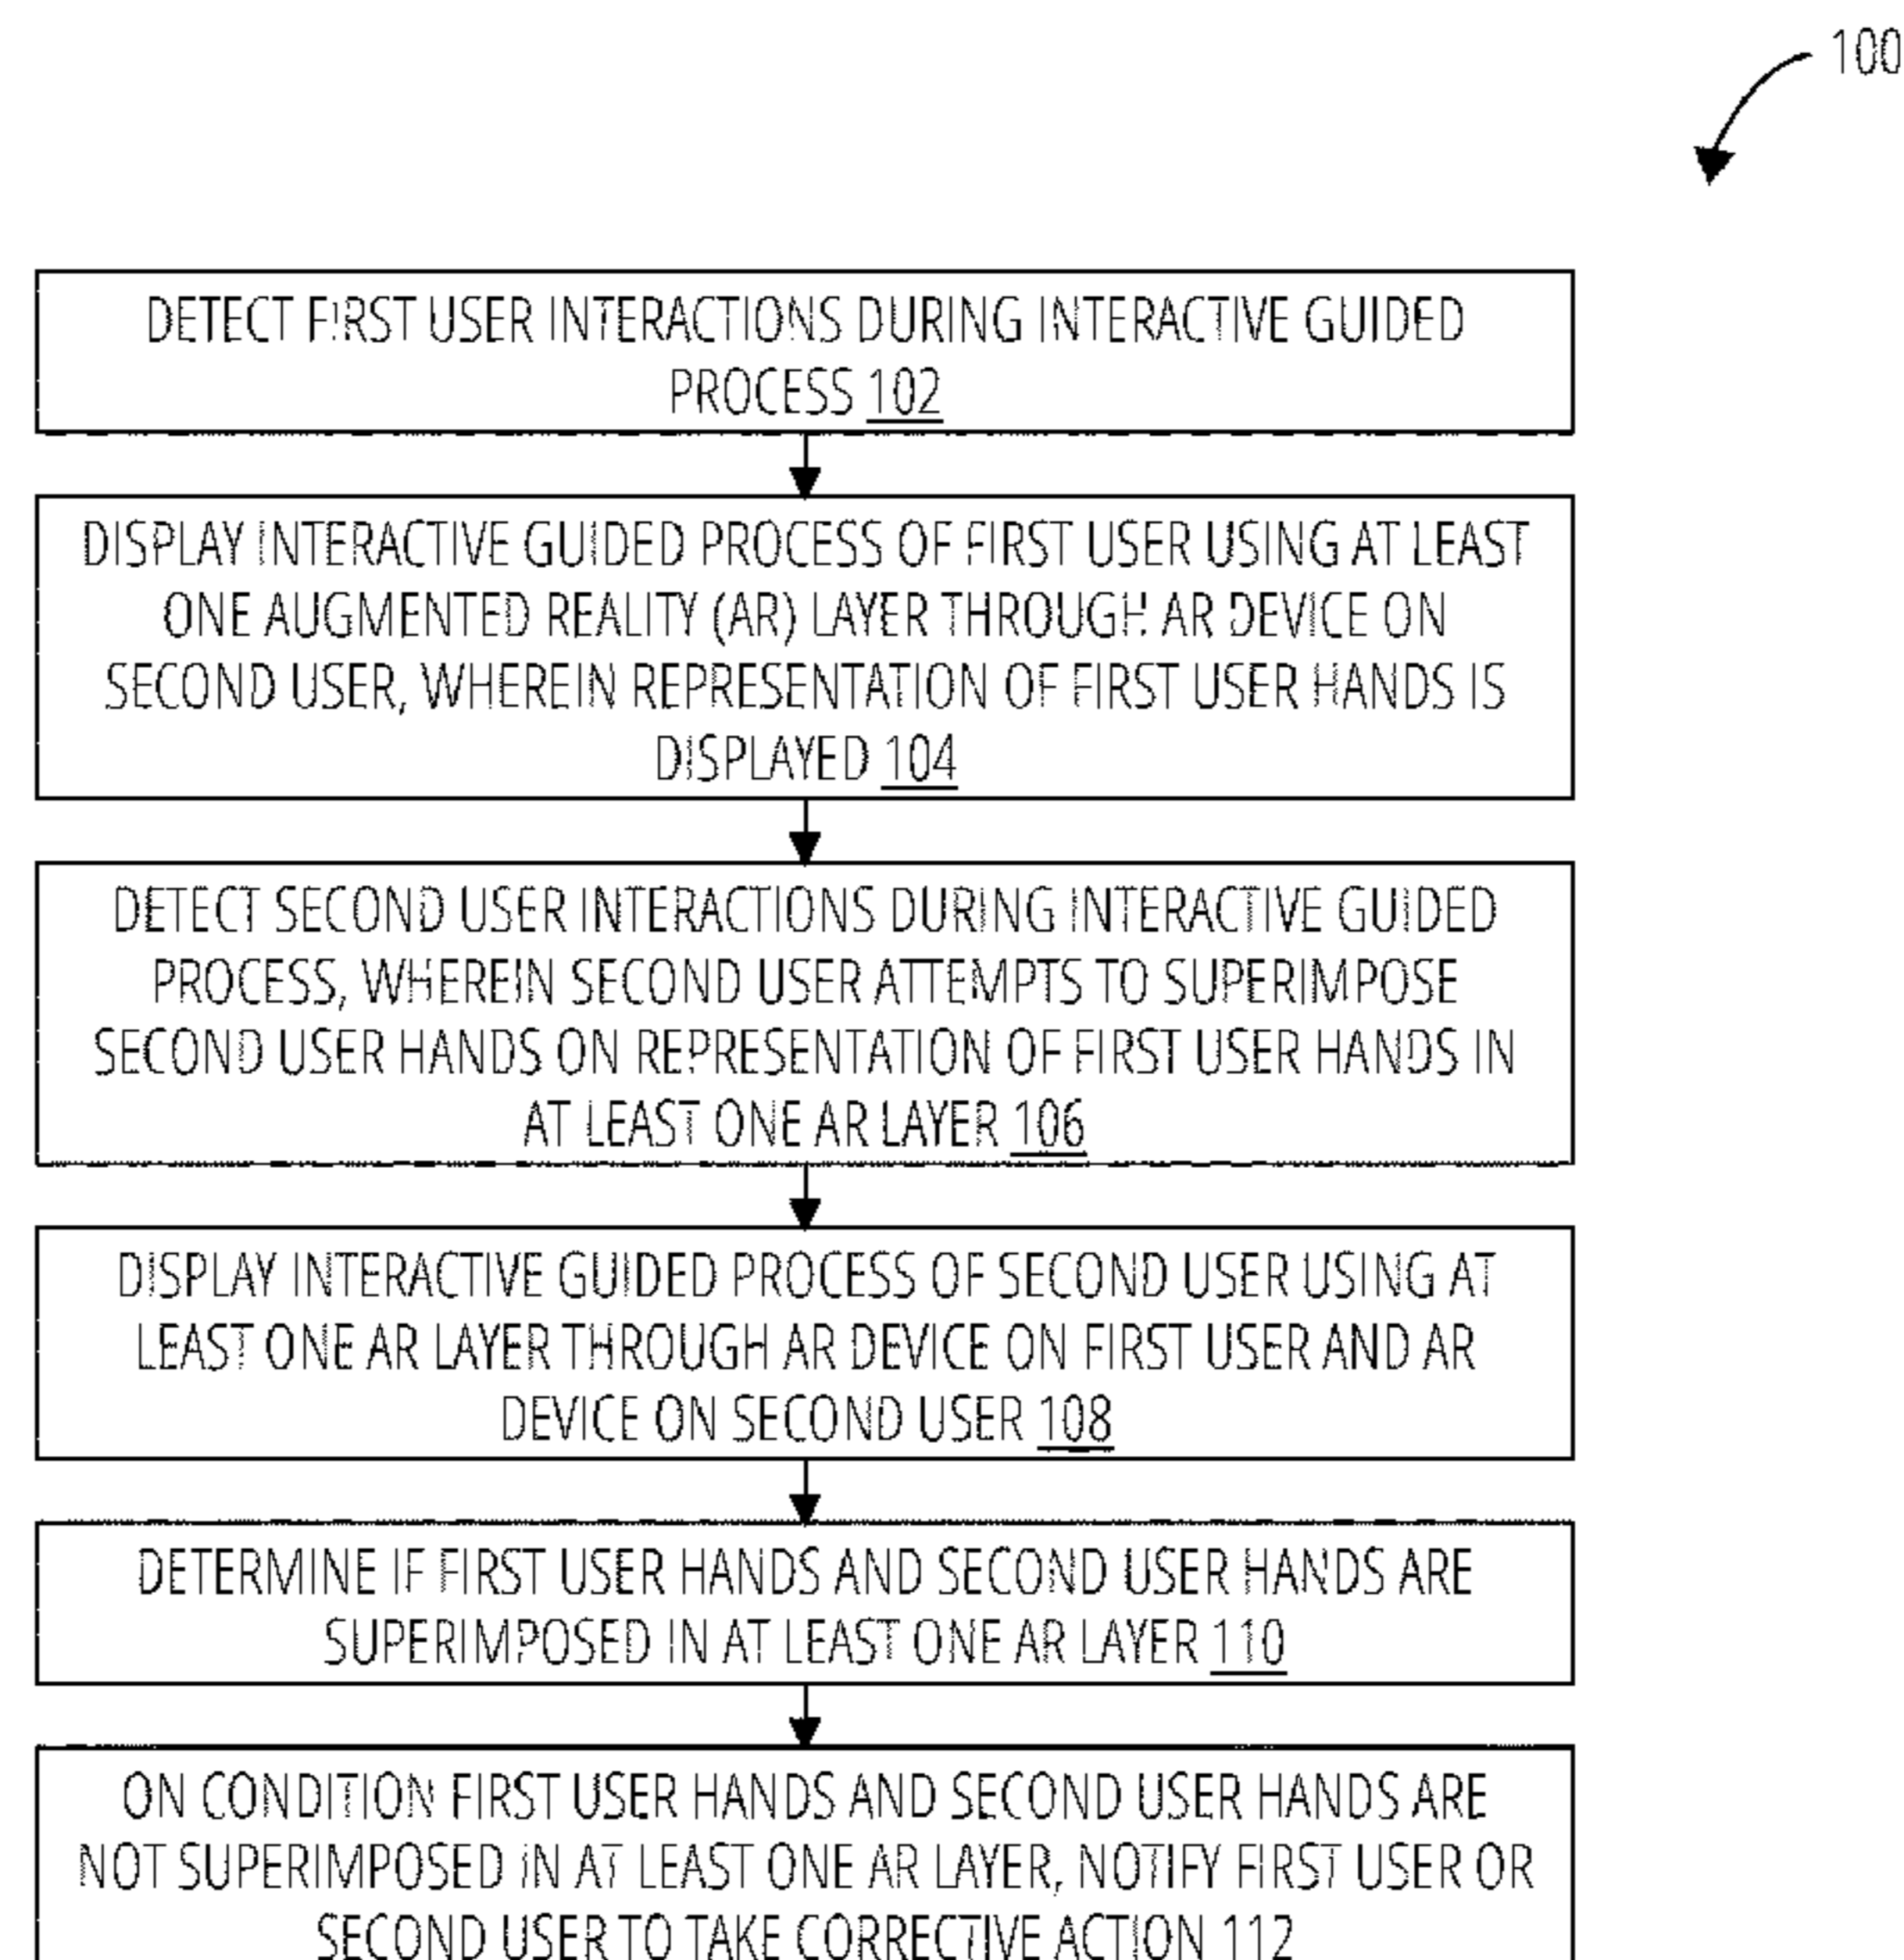 100
DETECT FIRST USER INTERACTIONS DURING INTERACTIVE GUIDED
PROCESS 102
DISPLAY INTERACTIVE GUIDED PROCESS OF FIRST USER USING AT LEAST
ONE AUGMENTED REALITY (AR) LAYER THROUGH AR DEVICE ON
SECOND USER, WHEREIN REPRESENTATION OF FIRST USER HANDS IS
DISPLAYED 104
DETECT SECOND USER INTERACTIONS DURING INTERACTIVE GUIDED
PROCESS, WHEREIN SECOND USER ATTEMPTS TO SUPERIMPOSE
SECOND USER HANDS ON REPRESENTATION OF FIRST USER HANDS IN
AT LEAST ONE AR LAYER 106
DISPLAY INTERACTIVE GUIDED PROCESS OF SECOND USER USING AT
LEAST ONE AR LAYER THROUGH AR DEVICE ON FIRST USER AND AR
DEVICE ON SECOND USER 108
DETERMINE IF FIRST USER HANDS AND SECOND USER HANDS ARE
SUPERIMPOSED IN AT LEAST ONE AR LAYER 110
ON CONDITION FIRST USER HANDS AND SECOND USER HANDS ARE
NOT SUPERIMPOSED IN AT LEAST ONE AR LAYER, NOTIFY FIRST USER OR
SECOND USER TO TAKE CORRECTIVE ACTION 112